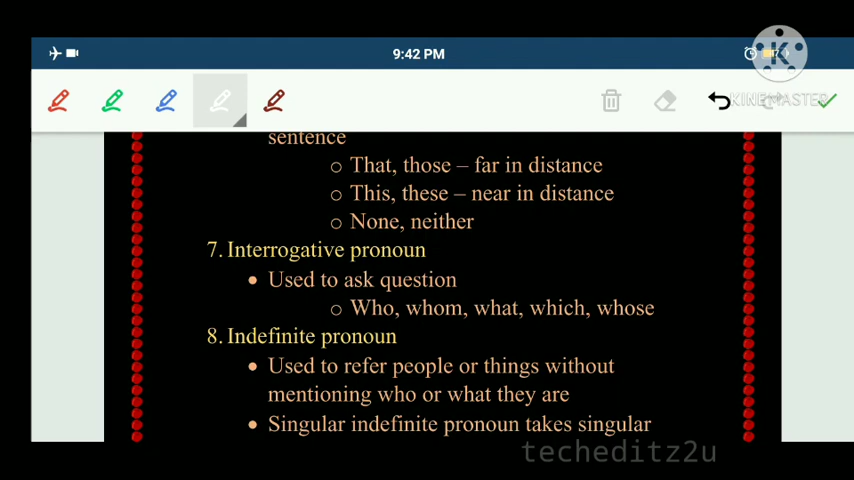 9:42 PM
K
KINEMASTER
sentence
o That, those – far in distance
o This, these – near in distance
o None, neither
7. Interrogative pronoun
• Used to ask question
o Who, whom, what, which, whose
8. Indefinite pronoun
• Used to refer people or things without
mentioning who or what they are
• Singular indefinite pronoun takes singular
techeditz2u